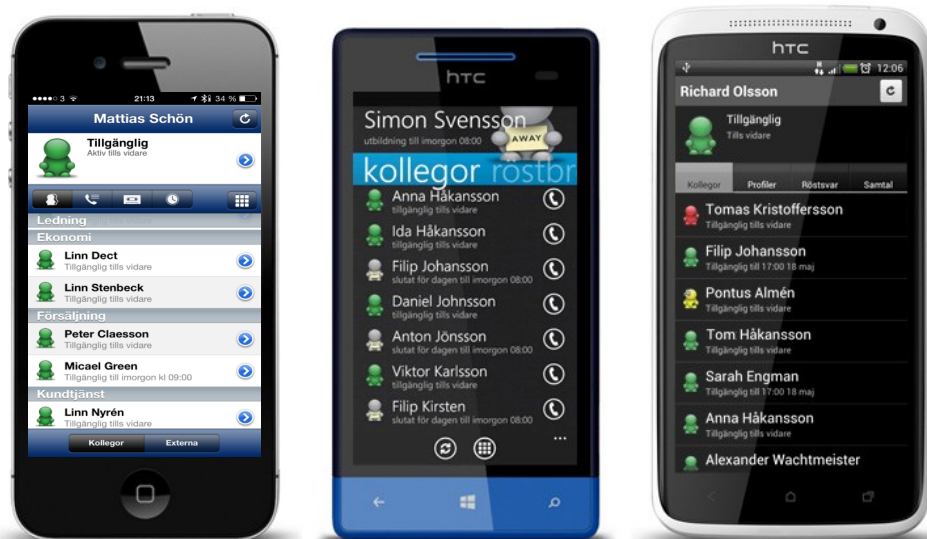 3
21:13
34 %
Mattias Schön
Tillgänglig
Aktiv tills vidare
Ledning
Ekonomi
Linn Dect
Tillgänglig tills vidare
Linn Stenbeck
Tillgänglig tills vidare
Försäljning
Peter Claesson
Tillgänglig tills vidare
Micael Green
Tillgänglig till imorgon kl 09:00
Kundtjänst
Linn Nyrén
Tillgänglig tills vidare
Kollegor Externa
hTC
Simon Svensson
utbildning till imorgon 08:00
AWAY
kollegor röstbr
Anna Håkansson
tillgänglig tills vidare
Ida Håkansson
tillgänglig tills vidare
Filip Johansson
slutat för dagen till imorgon 08:00
Daniel Johnsson
tillgänglig tills vidare
Anton Jönsson
slutat för dagen till imorgon 08:00
Viktor Karlsson
tillgänglig tills vidare
Filip Kirsten
slutat för dagen till imorgon 08:00
hTC
H 12:06
Richard Olsson
Tillgänglig
Tills vidare
Kollegor Profiler Röstsvar Samtal
Tomas Kristoffersson
Tillgänglig tills vidare
Filip Johansson
Tillgänglig till 17:00 18 maj
Pontus Almén
Tillgänglig tills vidare
Tom Håkansson
Tillgänglig tills vidare
Sarah Engman
Tillgänglig till 17:00 18 maj
Anna Håkansson
Tillgänglig tills vidare
Alexander Wachtmeister